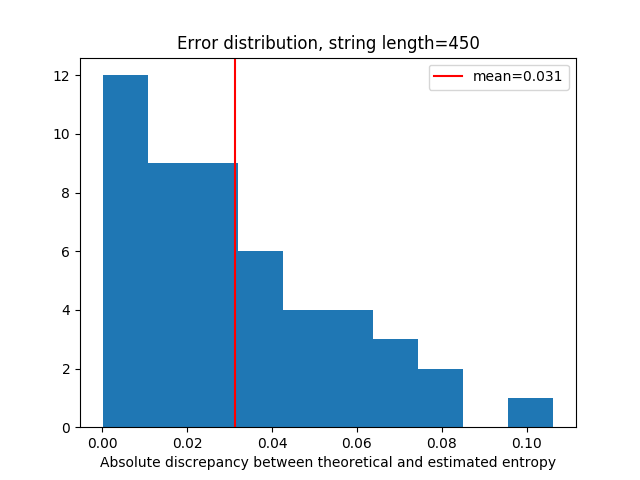 Error distribution, string length=450
mean=0.031
12
10
8
6
4
2
0
0.00 0.02 0.04 0.06 0.08 0.10
Absolute discrepancy between theoretical and estimated entropy